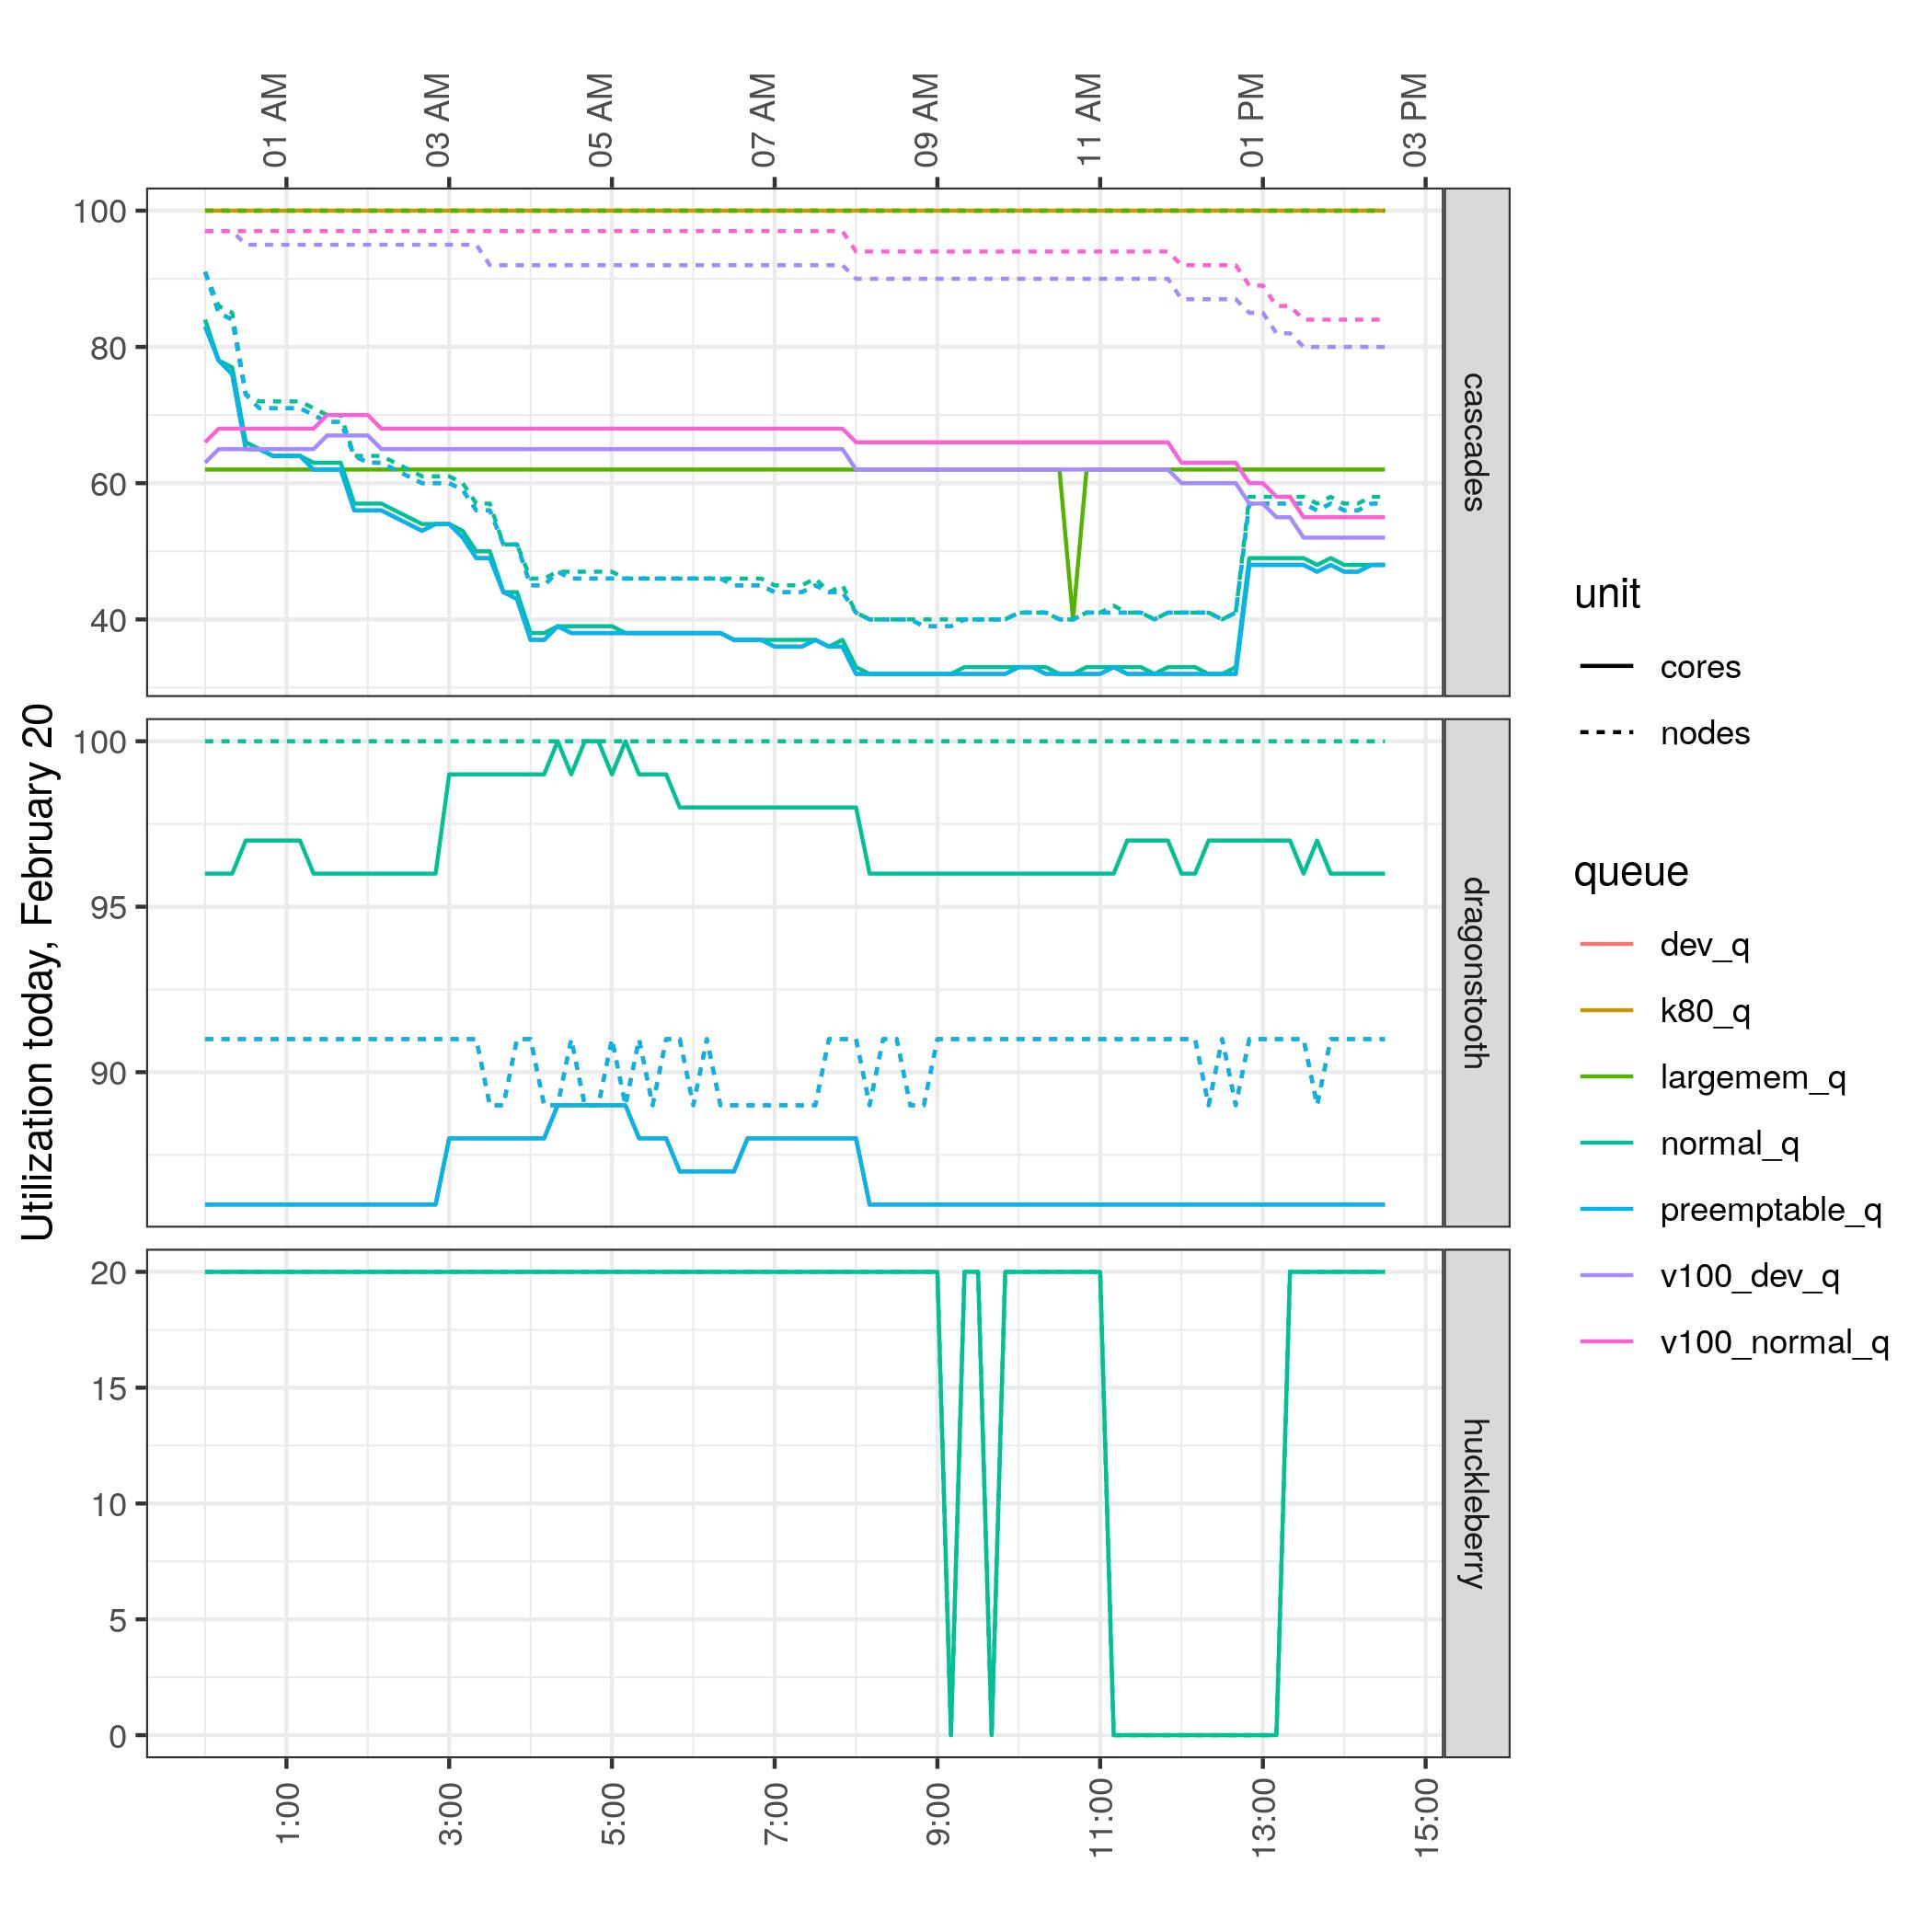 01 AM
03 AM
05 AM
07 AM
09 AM
11 AM
01 PM
03 PM
Utilization today, February 20
100
80
60
40
cascades
100
95
90
dragonstooth
20
15
10
5
0
huckleberry
1:00
3:00
5:00
7:00
9:00
11:00
13:00
15:00
unit
cores
nodes
queue
dev_q
k80_q
largemem_q
normal_q
preemptable_q
v100_dev_q
v100_normal_q